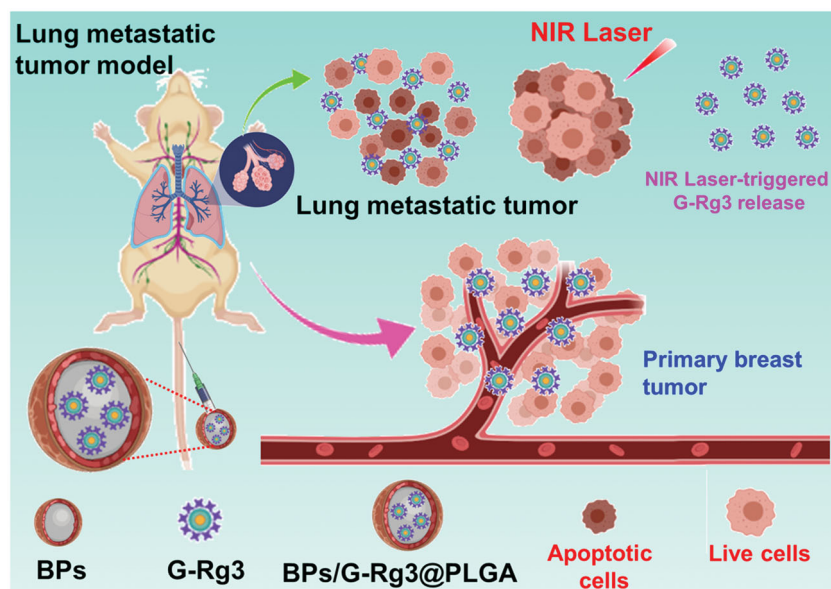 Lung metastatic
tumor model
NIR Laser
Lung metastatic tumor
NIR Laser-triggered
G-Rg3 release
Primary breast
tumor
BPs
G-Rg3
BPs/G-Rg3@PLGA
Apoptotic
cells
Live cells